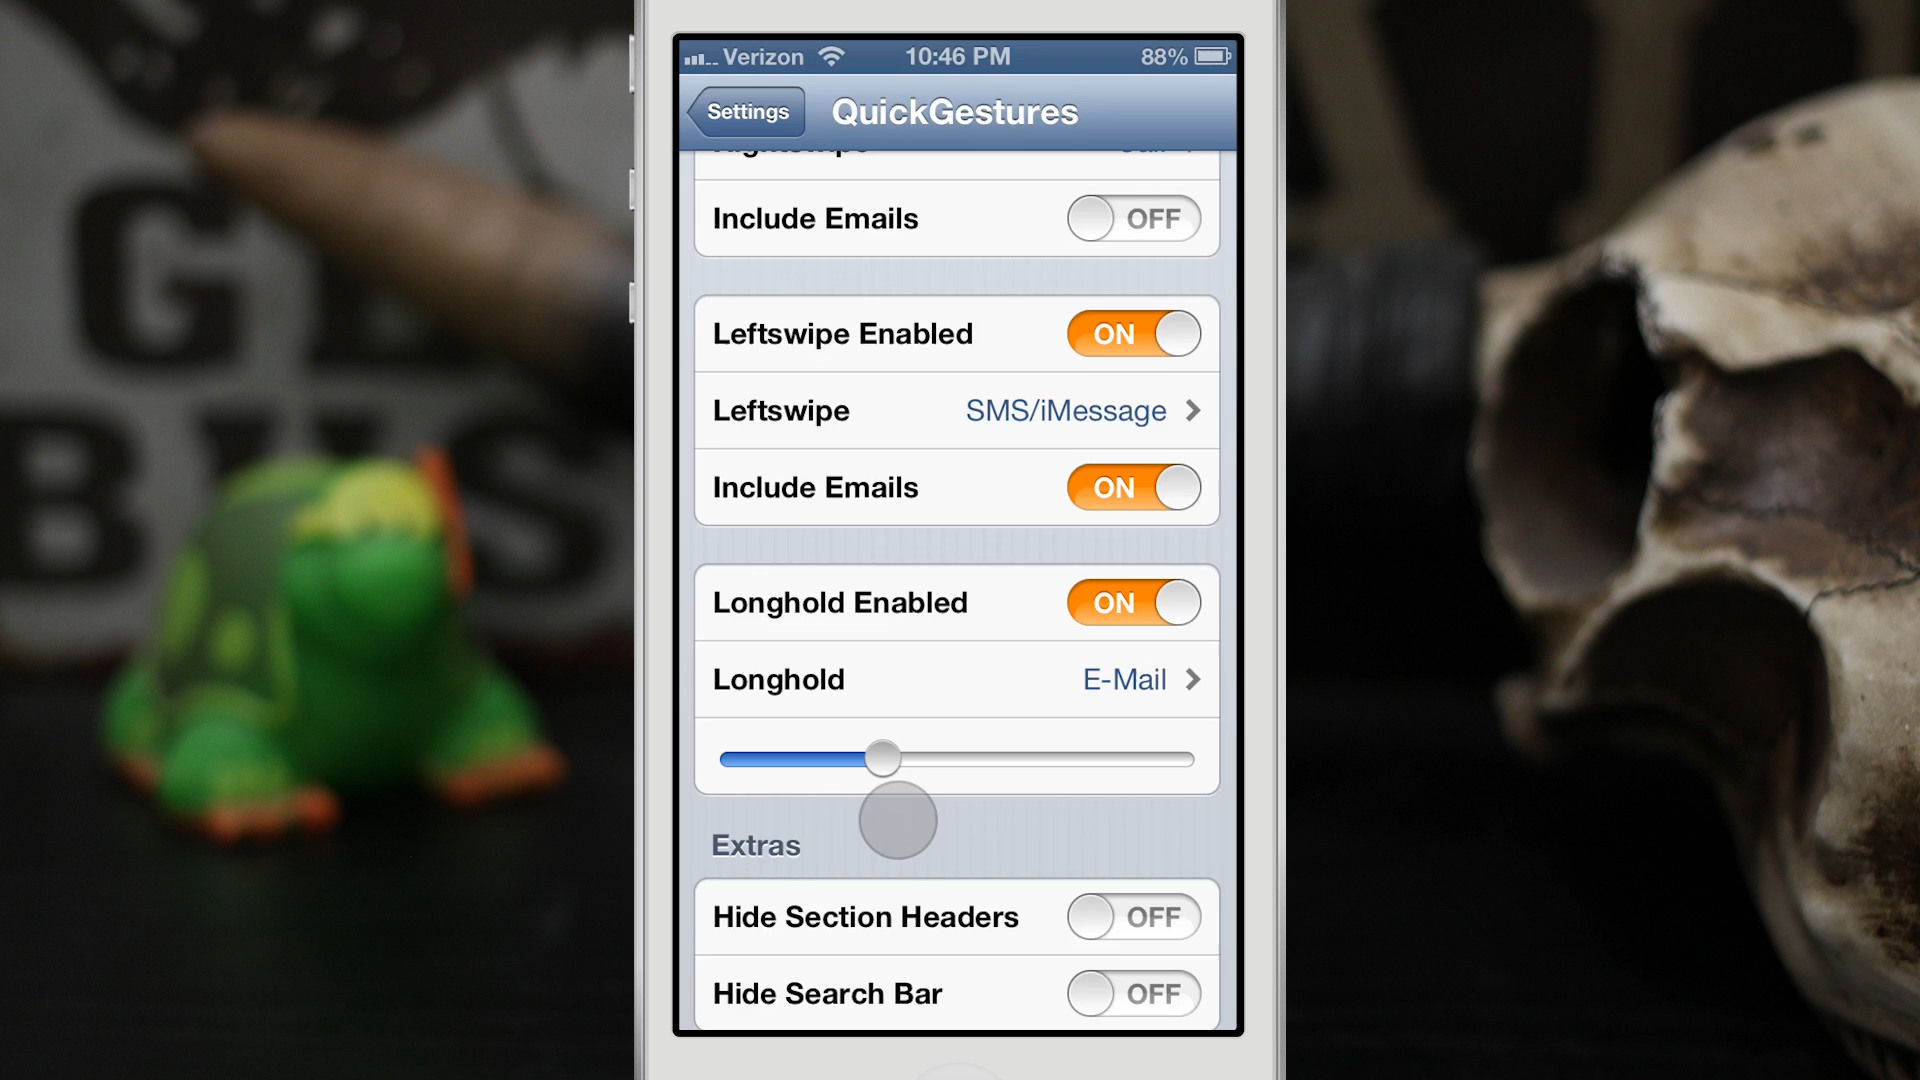 Verizon 10:46 PM 88%
Settings QuickGestures
Include Emails OFF
Leftswipe Enabled ON
Leftswipe SMS/iMessage
Include Emails ON
Longhold Enabled ON
Longhold E-Mail
Extras
Hide Section Headers OFF
Hide Search Bar OFF